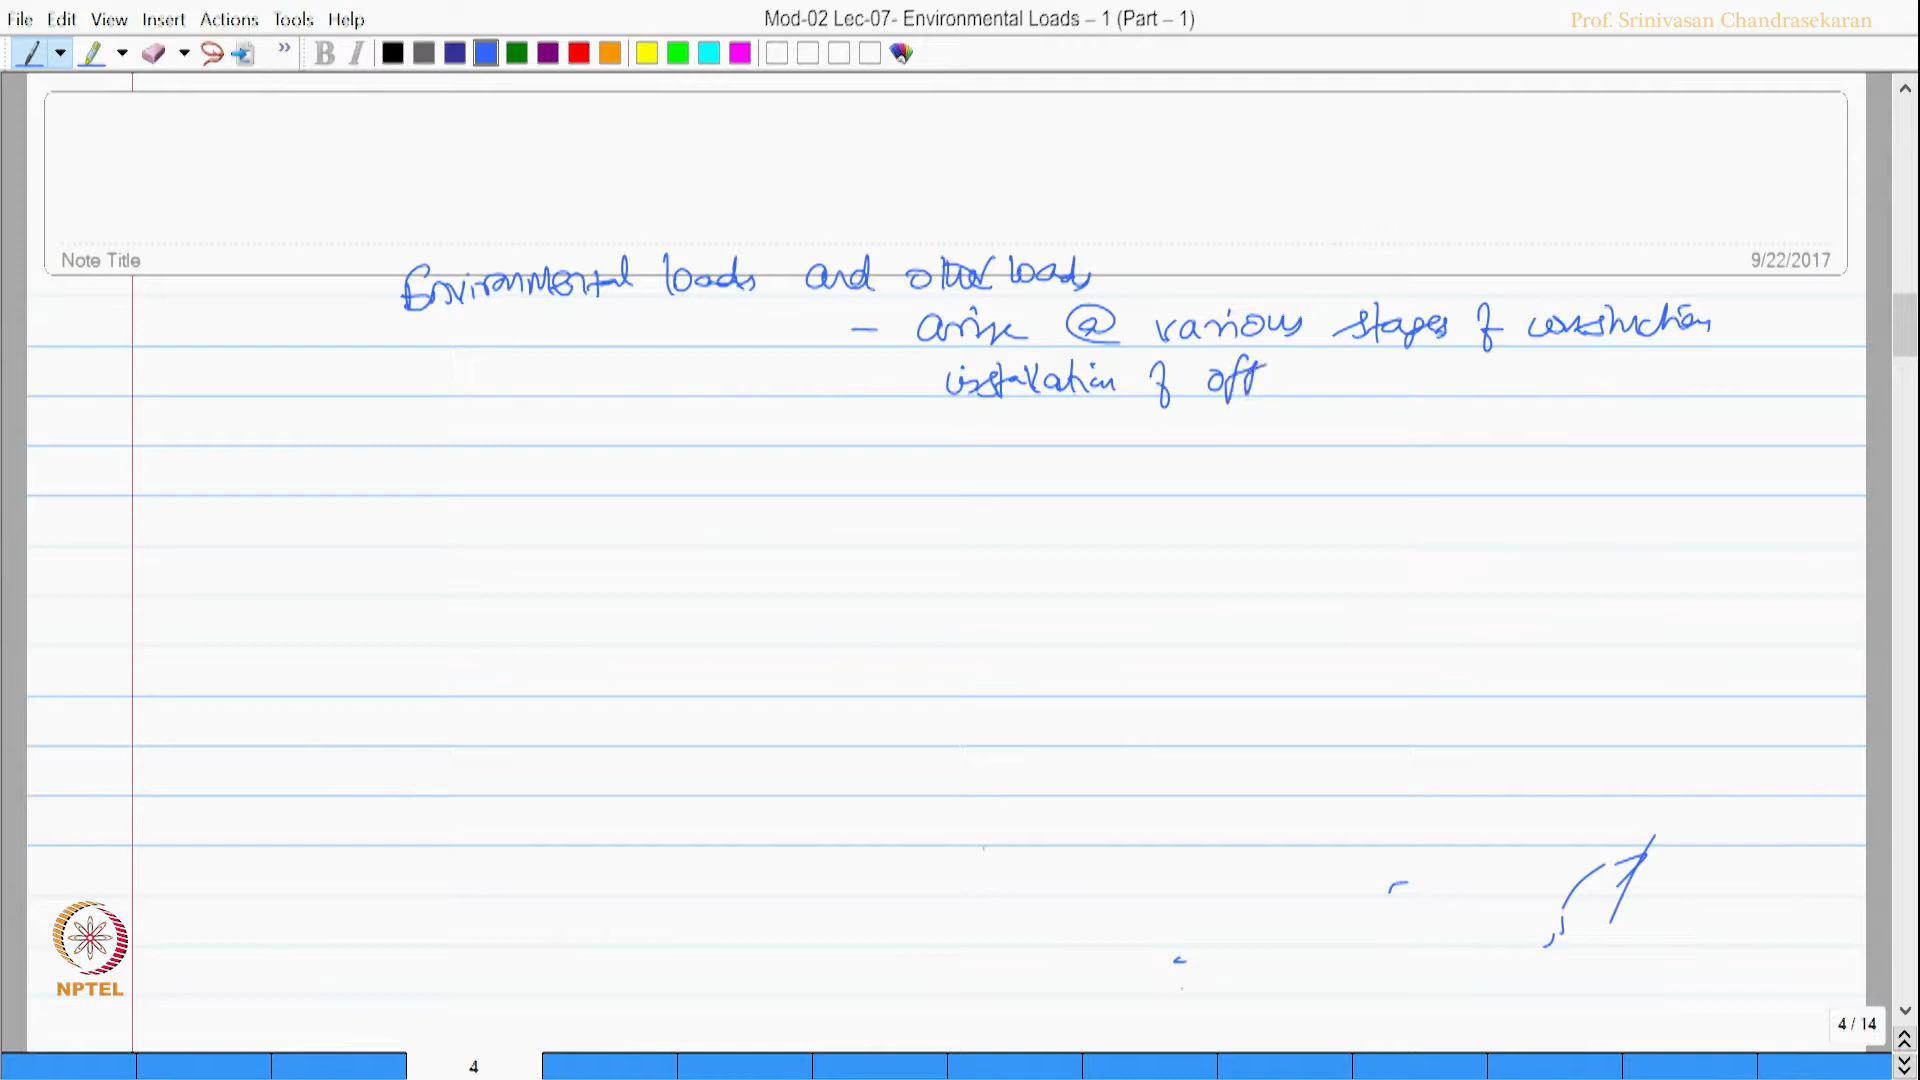 File Edit View Insert Actions Tools Help
Mod-02 Lec-07- Environmental Loads – 1 (Part – 1)
Prof. Srinivasan Chandrasekaran
B I
Note Title
9/22/2017
Environmental loads and other loads
- arise @ various stages of construction
installation of off
NPTEL
4 / 14
4